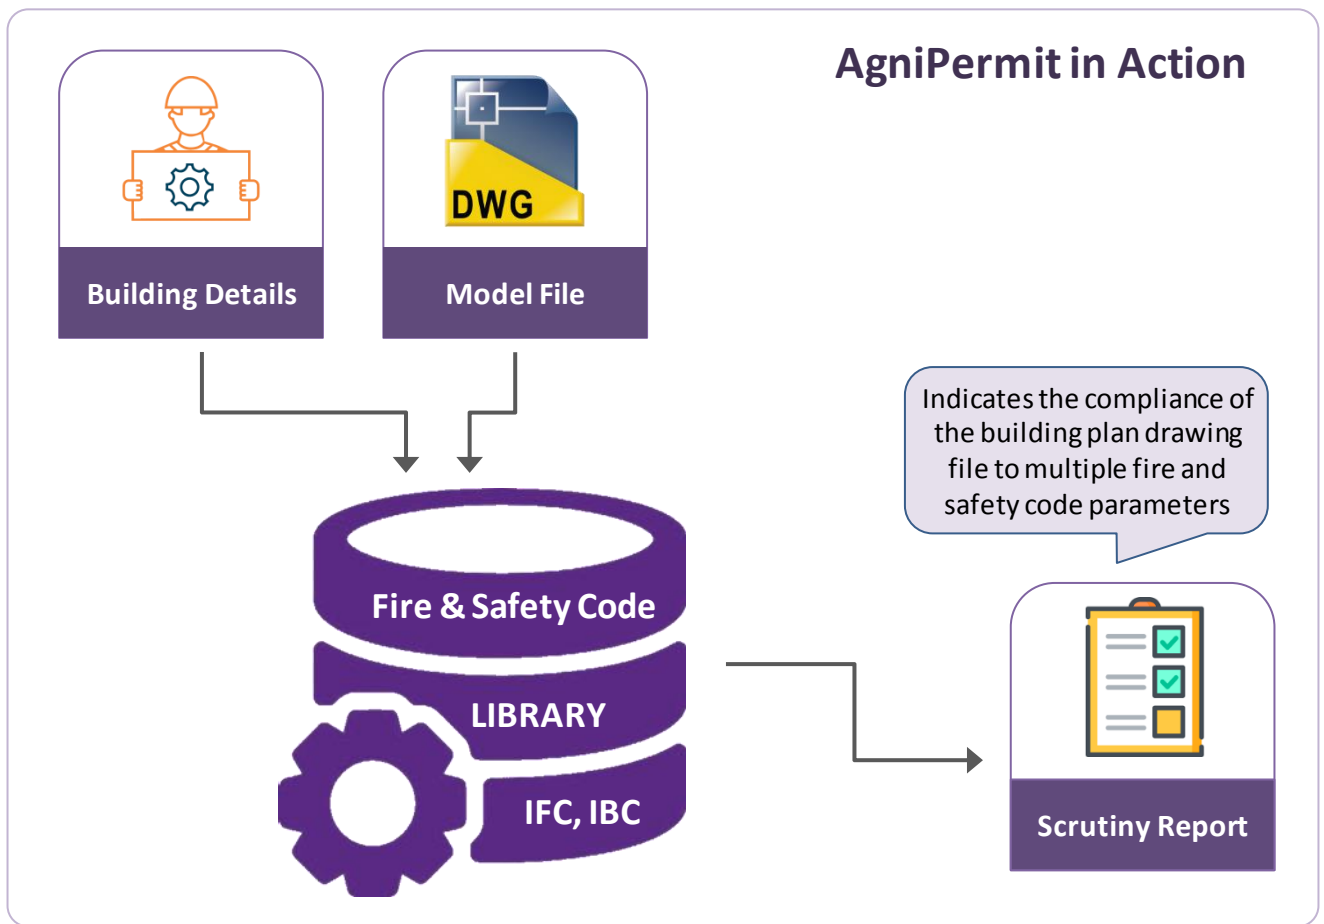 AgniPermit in Action
DWG
Building Details
Model File
Indicates the compliance of
the building plan drawing
file to multiple fire and
safety code parameters
Fire & Safety Code
LIBRARY
IFC, IBC
Scrutiny Report